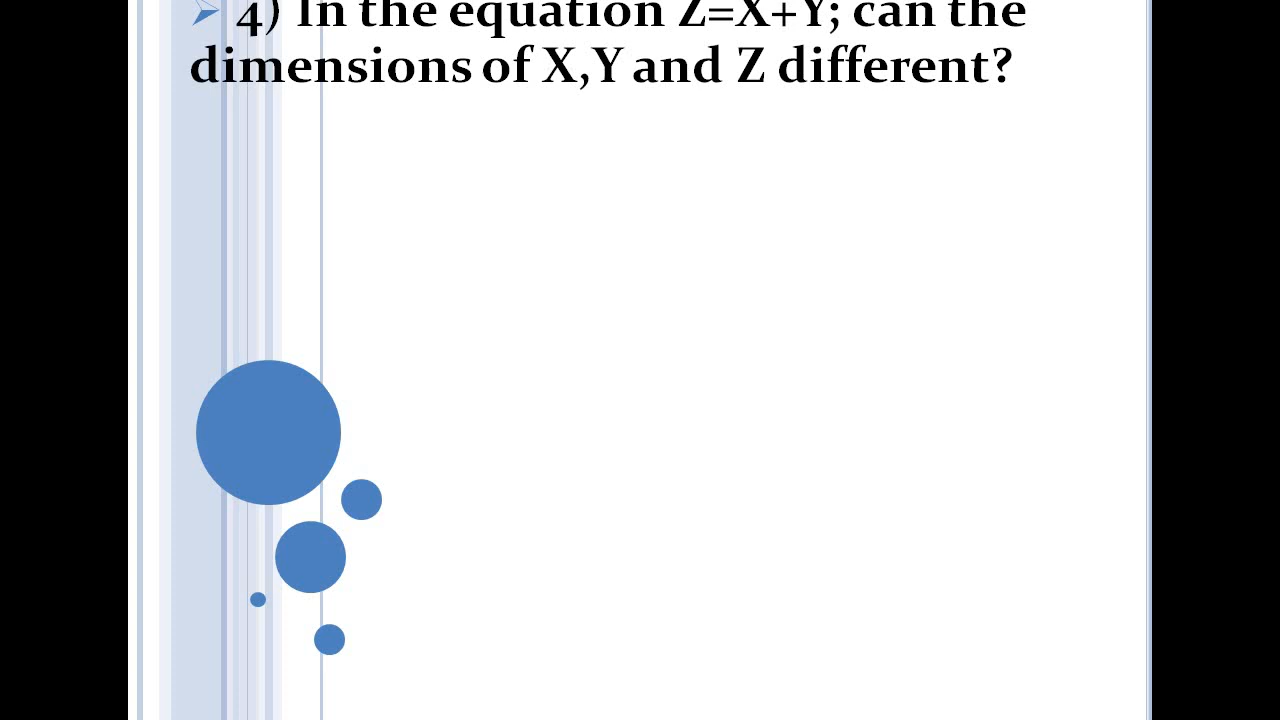 4) In the equation Z=X+Y; can the
dimensions of X,Y and Z different?